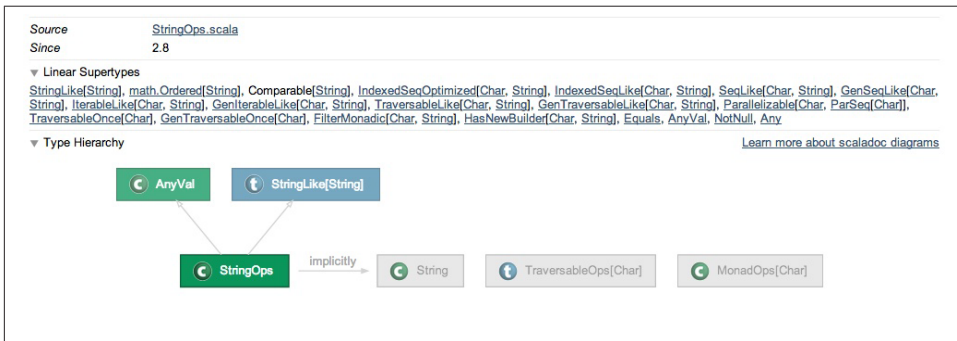 Source StringOps.scala
Since 2.8
Linear Supertypes
StringLike[String], math.Ordered[String], Comparable[String], IndexedSeqOptimized[Char, String], IndexedSeqLike[Char, String], SeqLike[Char, String], GenSeqLike[Char,
String], IterableLike[Char, String], GenIterableLike[Char, String], TraversableLike[Char, String], GenTraversableLike[Char, String], Parallelizable[Char, ParSeq[Char]],
TraversableOnce[Char], GenTraversableOnce[Char], FilterMonadic[Char, String], HasNewBuilder[Char, String], Equals, AnyVal, NotNull, Any
Type Hierarchy Learn more about scaladoc diagrams
C AnyVal t StringLike[String]
implicitly
C StringOps C String t TraversableOps[Char] C MonadOps[Char]